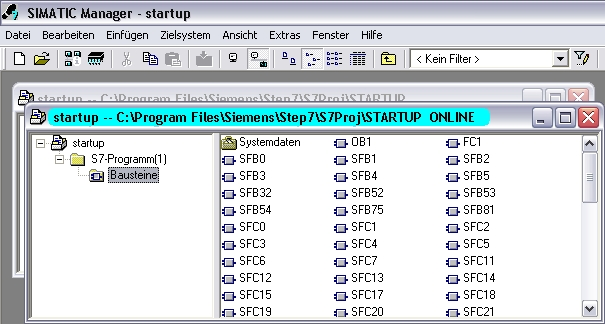 SIMATIC Manager - startup
Datei Bearbeiten Einfügen Zielsystem Ansicht Extras Fenster Hilfe
< Kein Filter >
startup -- C:\Program Files\Siemens\Step7\S7Proj\STARTUP
startup -- C:\Program Files\Siemens\Step7\S7Proj\STARTUP ONLINE
startup
S7-Programm(1)
Bausteine
Systemdaten OB1 FC1
SFB0 SFB1 SFB2
SFB3 SFB4 SFB5
SFB32 SFB52 SFB53
SFB54 SFB75 SFB81
SFC0 SFC1 SFC2
SFC3 SFC4 SFC5
SFC6 SFC7 SFC11
SFC12 SFC13 SFC14
SFC15 SFC17 SFC18
SFC19 SFC20 SFC21